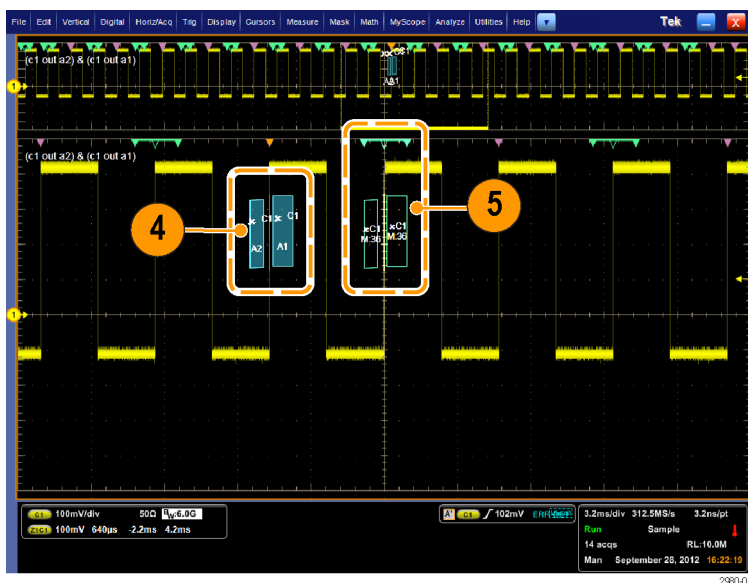 File Edit Vertical Digital Horiz/Acq Trig Display Cursors Measure Mask Math MyScope Analyze Utilities Help Tek X
(c1 out a2) & (c1 out a1)
1
(c1 out a2) & (c1 out a1)
4
5
C1 C1
A2 A1
C1 C1
M:36 M:36
1
C1 100mV/div 50Ω BW:6.0G
Z1C1 100mV 640µs -2.2ms 4.2ms
A' C1 102mV
3.2ms/div 312.5MS/s 3.2ns/pt
Run Sample
14 acqs RL:10.0M
Man September 28, 2012 16:22:19